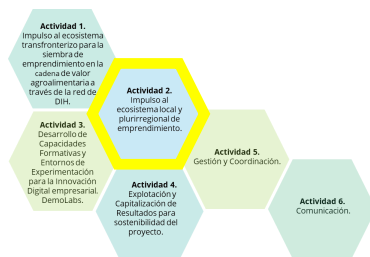 Actividad 1.
Impulso al ecosistema
transfronterizo para la
siembra de
emprendimiento en la
cadena de valor
agroalimentaria a
través de la red de
DIH.
Actividad 2.
Impulso al
ecosistema local y
plurirregional de
emprendimiento.
Actividad 3.
Desarrollo de
Capacidades
Formativas y
Entornos de
Experimentación
para la Innovación
Digital empresarial.
DemoLabs.
Actividad 4.
Explotación y
Capitalización de
Resultados para
sostenibilidad del
proyecto.
Actividad 5.
Gestión y Coordinación.
Actividad 6.
Comunicación.